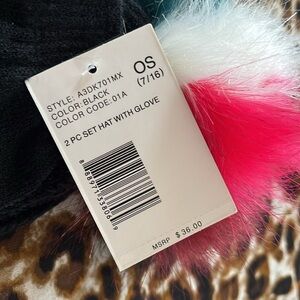 STYLE: A3DK701MX
COLOR: BLACK
COLOR CODE: 01A
OS
(7/16)
2 PC SET HAT WITH GLOVE
MSRP $ 36.00